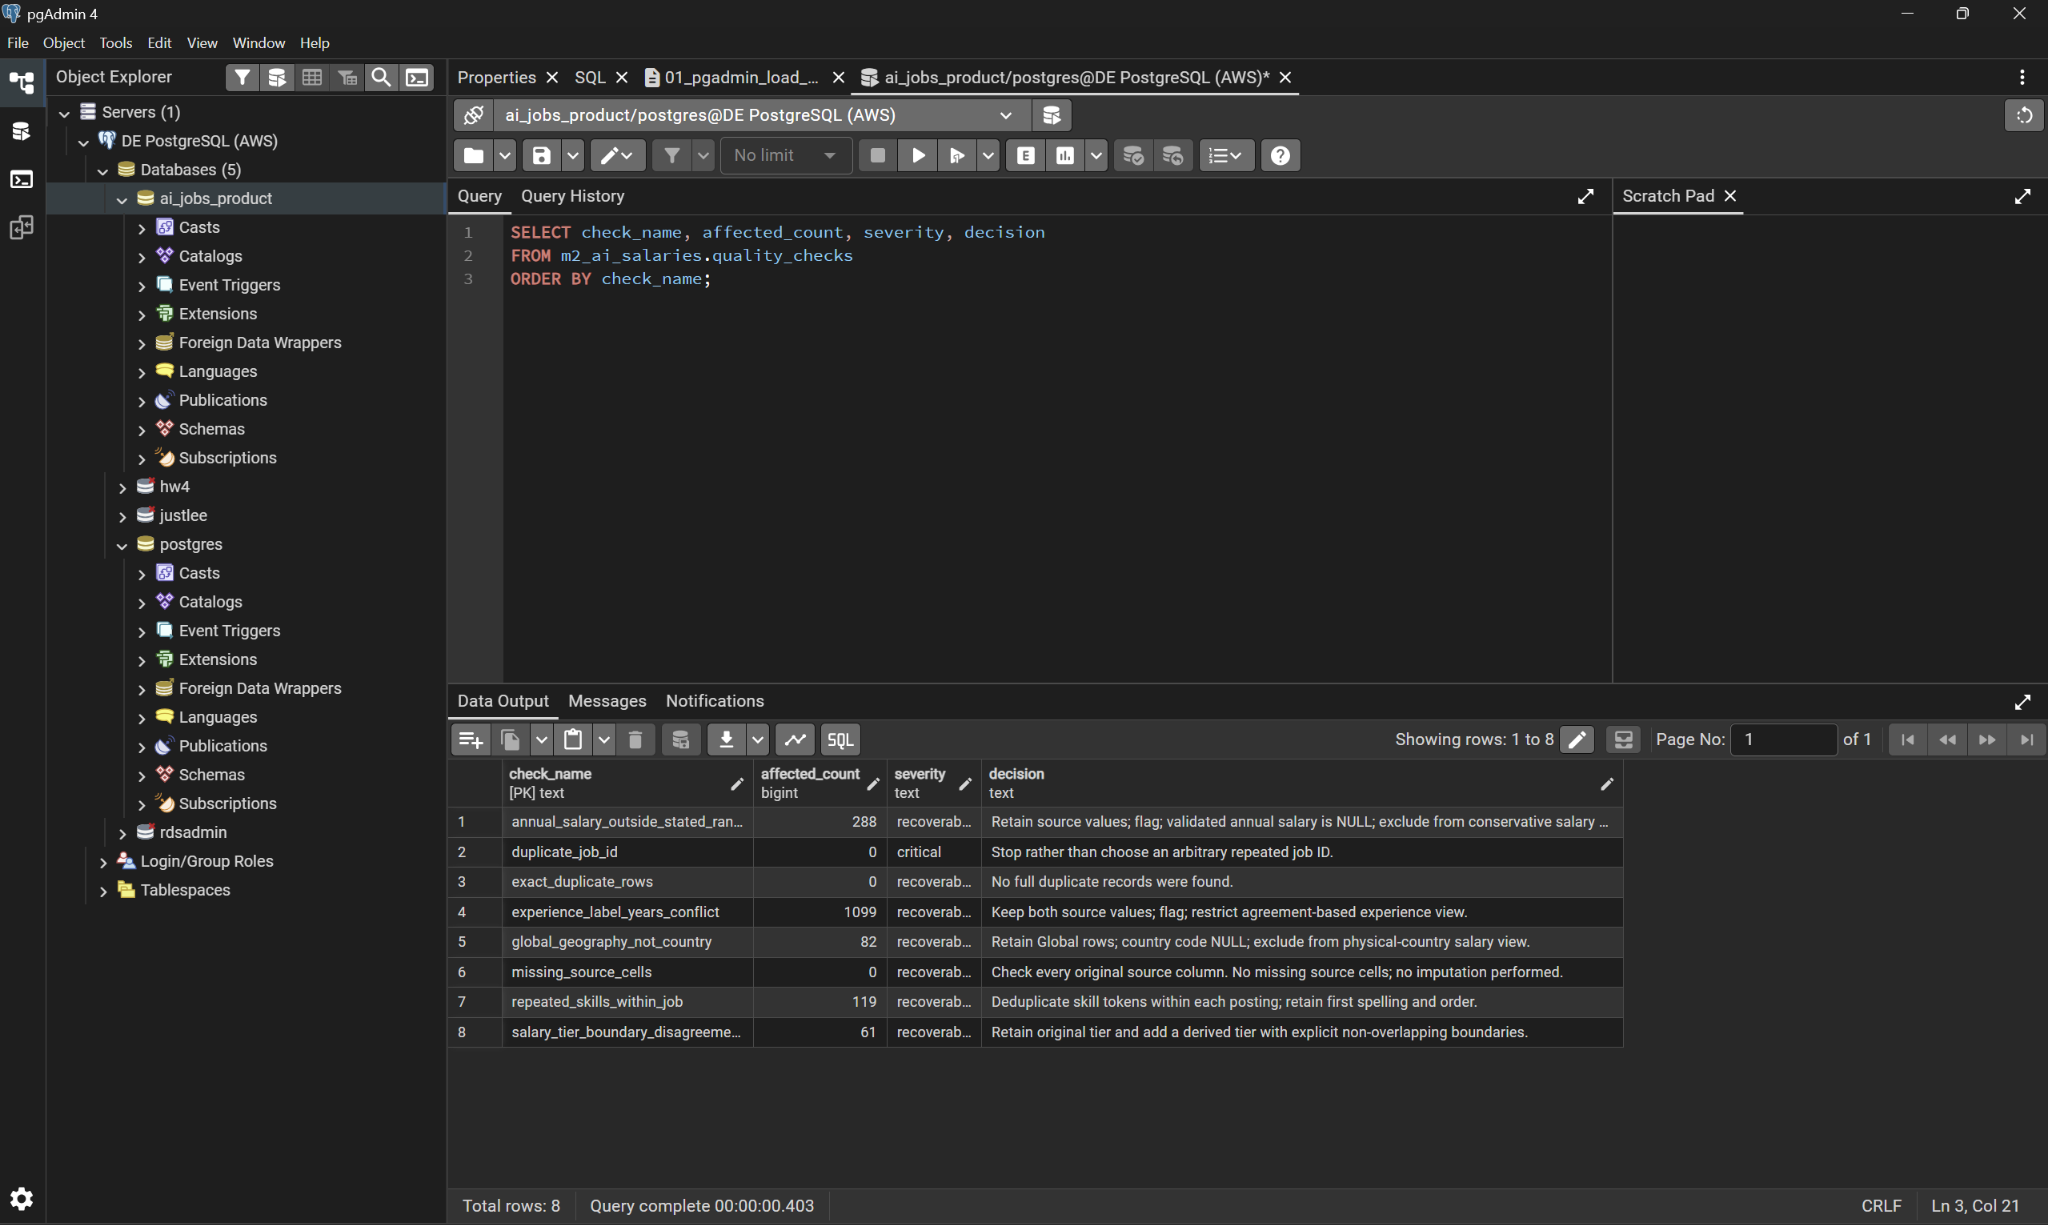 pgAdmin 4
File Object Tools Edit View Window Help
Object Explorer
Properties SQL 01_pgadmin_load_... ai_jobs_product/postgres@DE PostgreSQL (AWS)*
Servers (1)
DE PostgreSQL (AWS)
Databases (5)
ai_jobs_product
Casts
Catalogs
Event Triggers
Extensions
Foreign Data Wrappers
Languages
Publications
Schemas
Subscriptions
hw4
justlee
postgres
Casts
Catalogs
Event Triggers
Extensions
Foreign Data Wrappers
Languages
Publications
Schemas
Subscriptions
rdsadmin
Login/Group Roles
Tablespaces
ai_jobs_product/postgres@DE PostgreSQL (AWS)
No limit E
Query Query History
Scratch Pad
1 SELECT check_name, affected_count, severity, decision
2 FROM m2_ai_salaries.quality_checks
3 ORDER BY check_name;
Data Output Messages Notifications
SQL Showing rows: 1 to 8 Page No: 1 of 1
check_name affected_count severity decision
[PK] text bigint text text
1 annual_salary_outside_stated_ran... 288 recoverab... Retain source values; flag; validated annual salary is NULL; exclude from conservative salary ...
2 duplicate_job_id 0 critical Stop rather than choose an arbitrary repeated job ID.
3 exact_duplicate_rows 0 recoverab... No full duplicate records were found.
4 experience_label_years_conflict 1099 recoverab... Keep both source values; flag; restrict agreement-based experience view.
5 global_geography_not_country 82 recoverab... Retain Global rows; country code NULL; exclude from physical-country salary view.
6 missing_source_cells 0 recoverab... Check every original source column. No missing source cells; no imputation performed.
7 repeated_skills_within_job 119 recoverab... Deduplicate skill tokens within each posting; retain first spelling and order.
8 salary_tier_boundary_disagreeme... 61 recoverab... Retain original tier and add a derived tier with explicit non-overlapping boundaries.
Total rows: 8 Query complete 00:00:00.403 CRLF Ln 3, Col 21